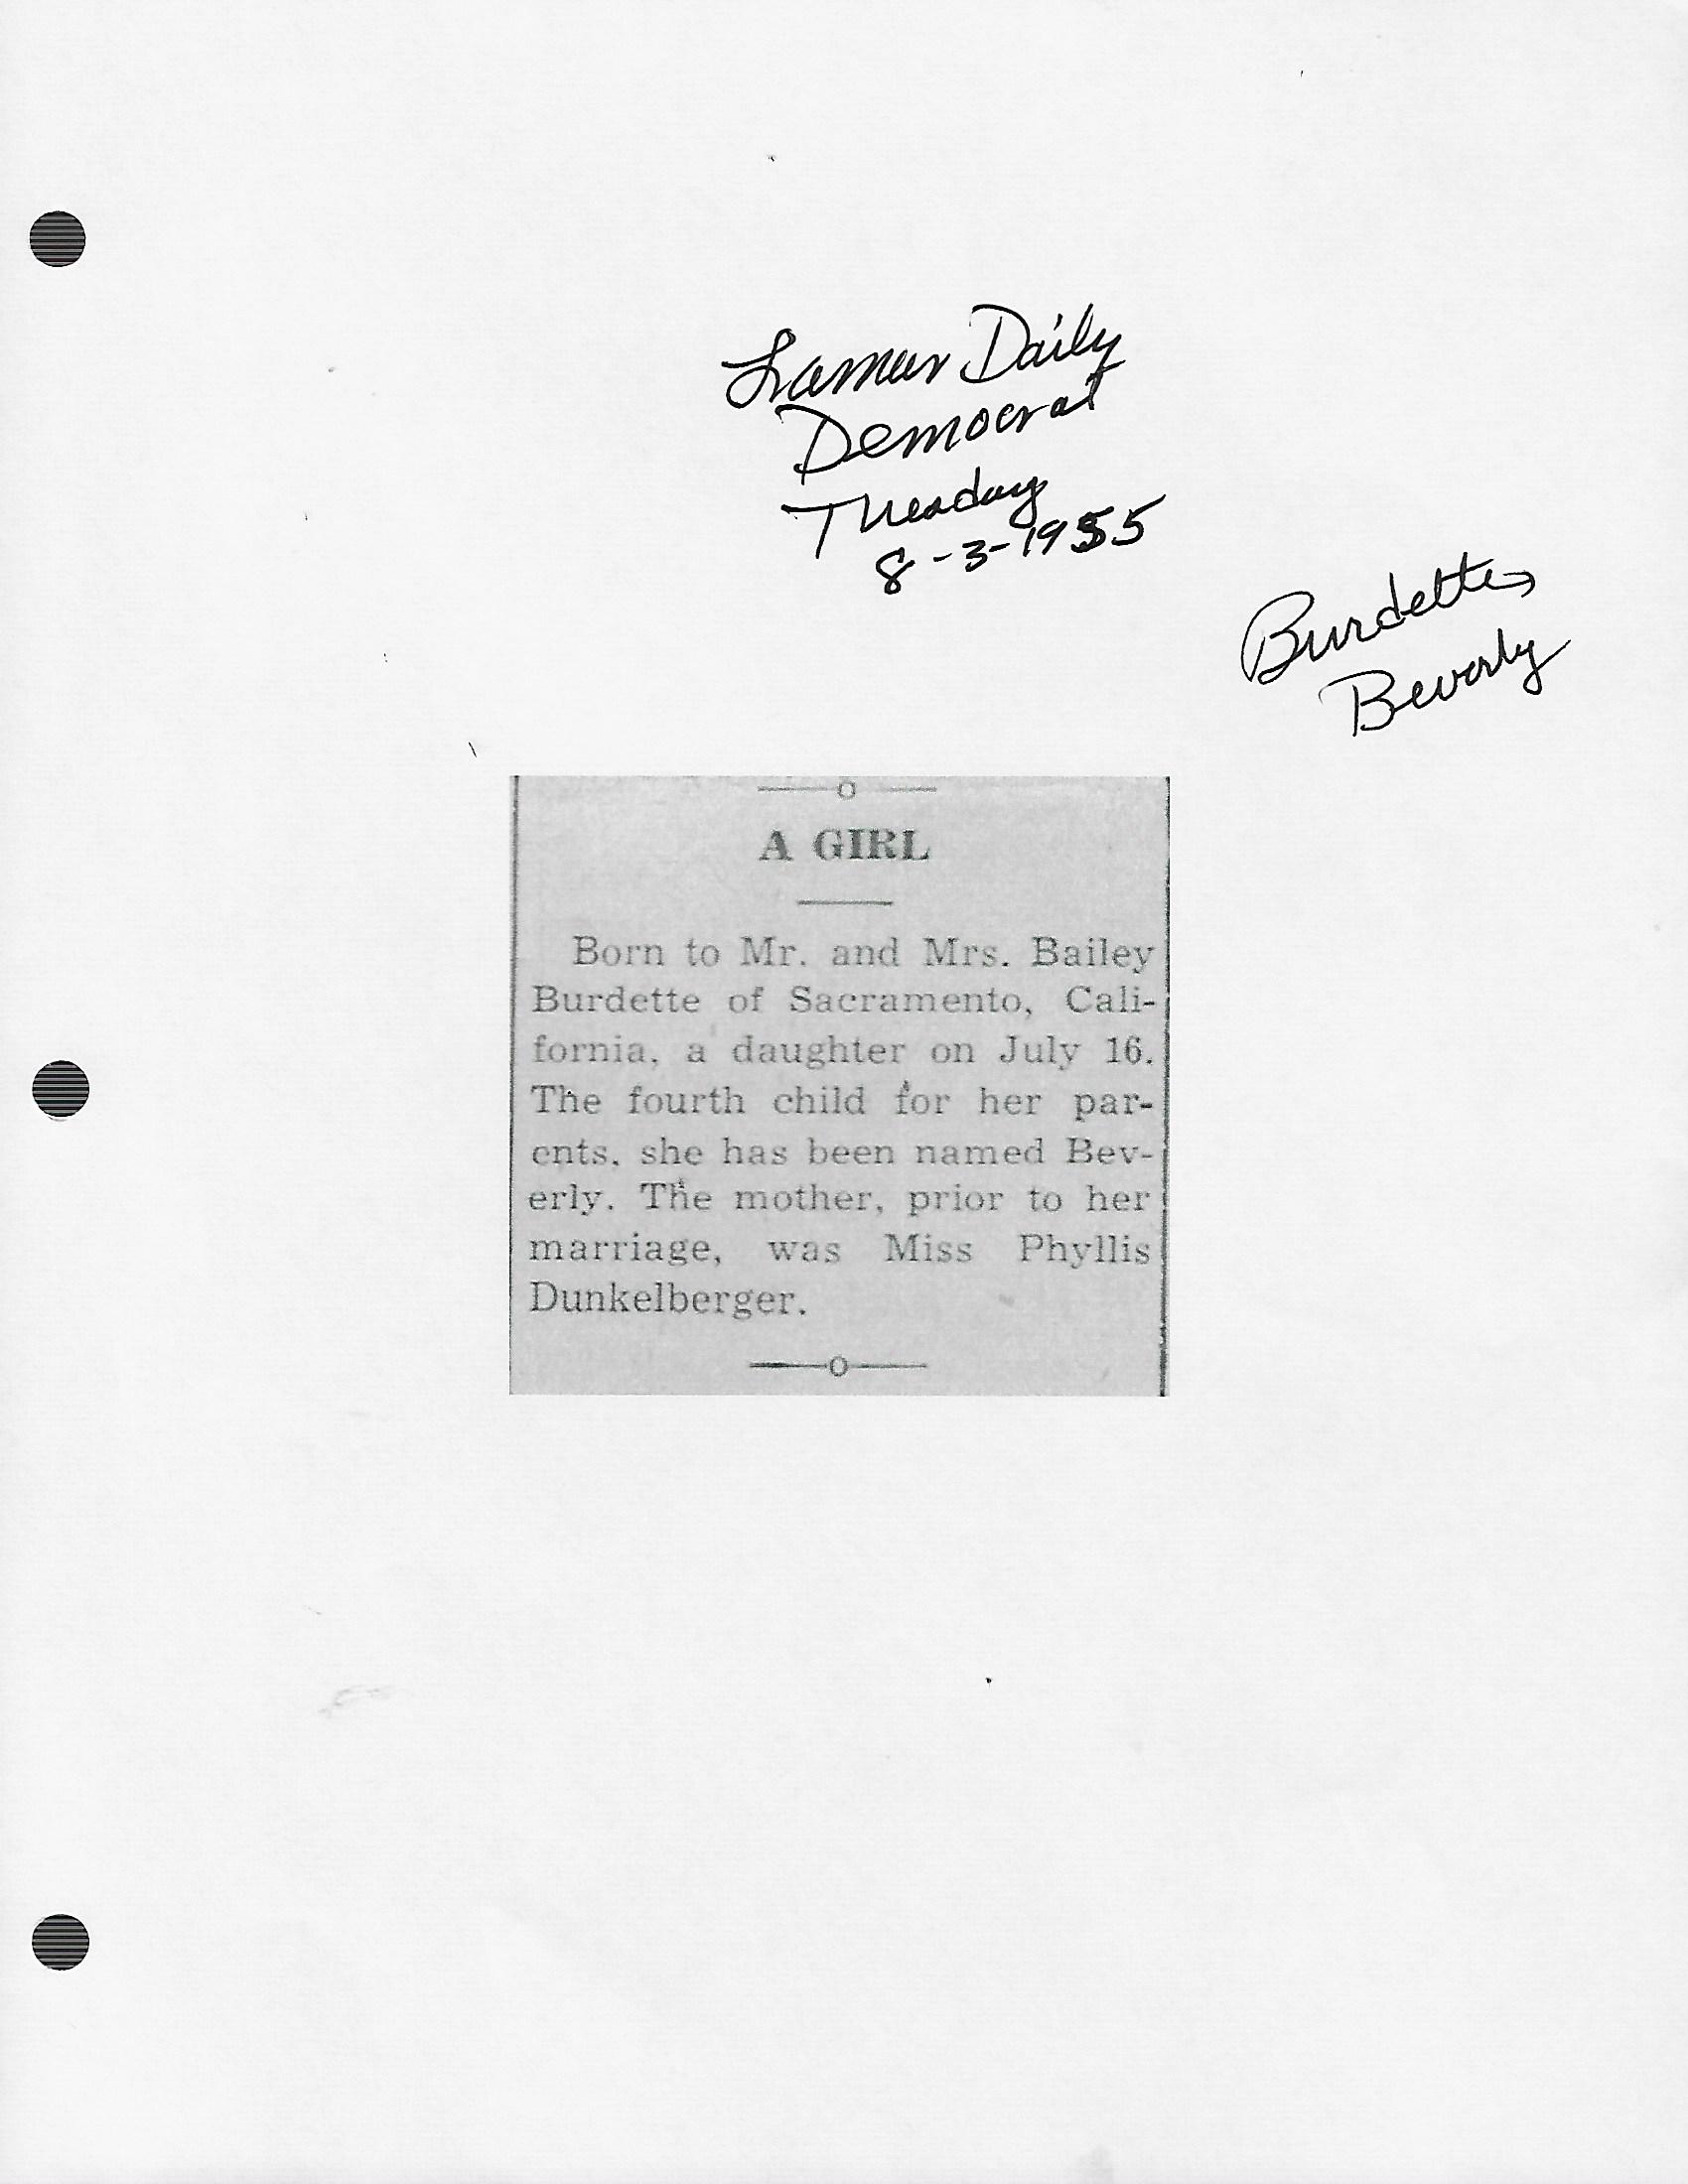 Lamar Daily
Democrat
Tuesday
8-3-1955
Burdette,
Beverly
A GIRL
Born to Mr. and Mrs. Bailey
Burdette of Sacramento, Cali-
fornia, a daughter on July 16.
The fourth child for her par-
ents, she has been named Bev-
erly. The mother, prior to her
marriage, was Miss Phyllis
Dunkelberger.